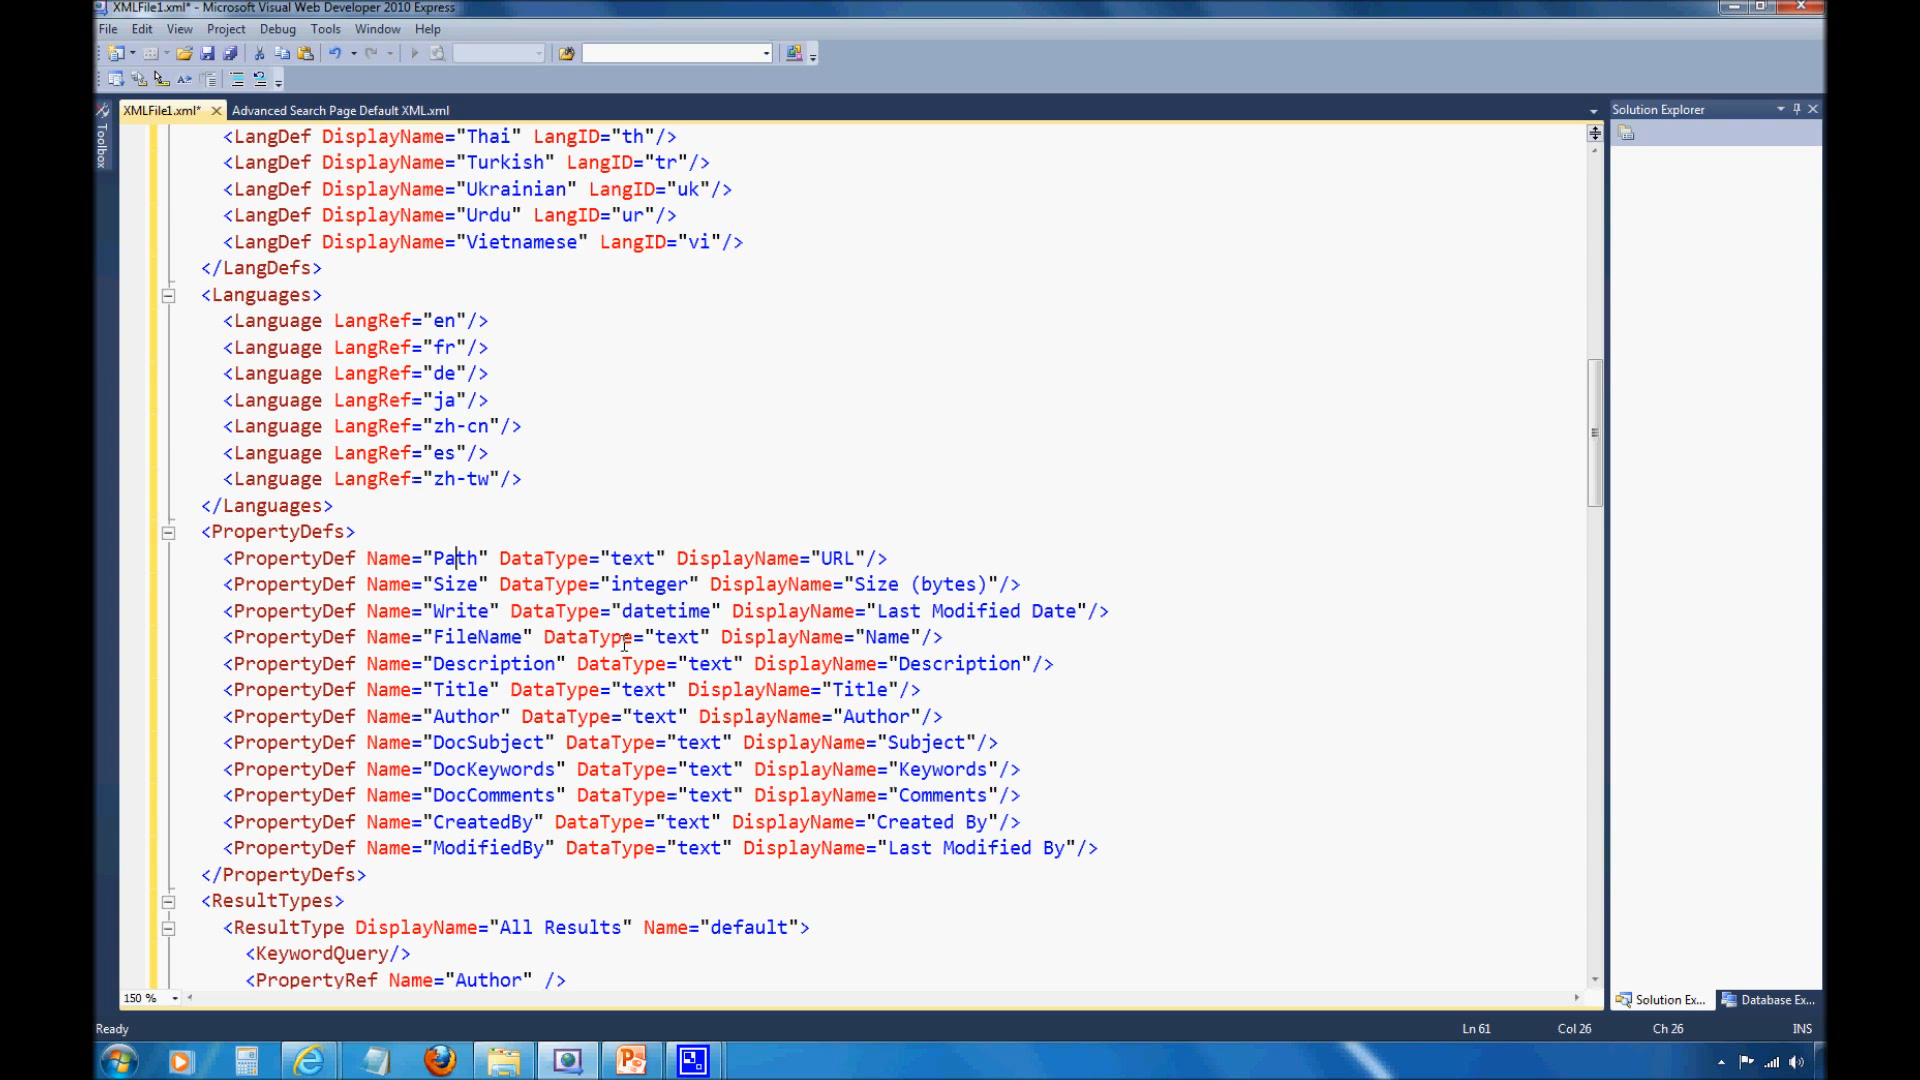 XMLFile1.xml* - Microsoft Visual Web Developer 2010 Express
File Edit View Project Debug Tools Window Help
XMLFile1.xml* Advanced Search Page Default XML.xml
Solution Explorer
Toolbox
<LangDef DisplayName="Thai" LangID="th"/>
<LangDef DisplayName="Turkish" LangID="tr"/>
<LangDef DisplayName="Ukrainian" LangID="uk"/>
<LangDef DisplayName="Urdu" LangID="ur"/>
<LangDef DisplayName="Vietnamese" LangID="vi"/>
</LangDefs>
<Languages>
<Language LangRef="en"/>
<Language LangRef="fr"/>
<Language LangRef="de"/>
<Language LangRef="ja"/>
<Language LangRef="zh-cn"/>
<Language LangRef="es"/>
<Language LangRef="zh-tw"/>
</Languages>
<PropertyDefs>
<PropertyDef Name="Path" DataType="text" DisplayName="URL"/>
<PropertyDef Name="Size" DataType="integer" DisplayName="Size (bytes)"/>
<PropertyDef Name="Write" DataType="datetime" DisplayName="Last Modified Date"/>
<PropertyDef Name="FileName" DataType="text" DisplayName="Name"/>
<PropertyDef Name="Description" DataType="text" DisplayName="Description"/>
<PropertyDef Name="Title" DataType="text" DisplayName="Title"/>
<PropertyDef Name="Author" DataType="text" DisplayName="Author"/>
<PropertyDef Name="DocSubject" DataType="text" DisplayName="Subject"/>
<PropertyDef Name="DocKeywords" DataType="text" DisplayName="Keywords"/>
<PropertyDef Name="DocComments" DataType="text" DisplayName="Comments"/>
<PropertyDef Name="CreatedBy" DataType="text" DisplayName="Created By"/>
<PropertyDef Name="ModifiedBy" DataType="text" DisplayName="Last Modified By"/>
</PropertyDefs>
<ResultTypes>
<ResultType DisplayName="All Results" Name="default">
<KeywordQuery/>
<PropertyRef Name="Author" />
150 %
Solution Ex... Database Ex...
Ready Ln 61 Col 26 Ch 26 INS